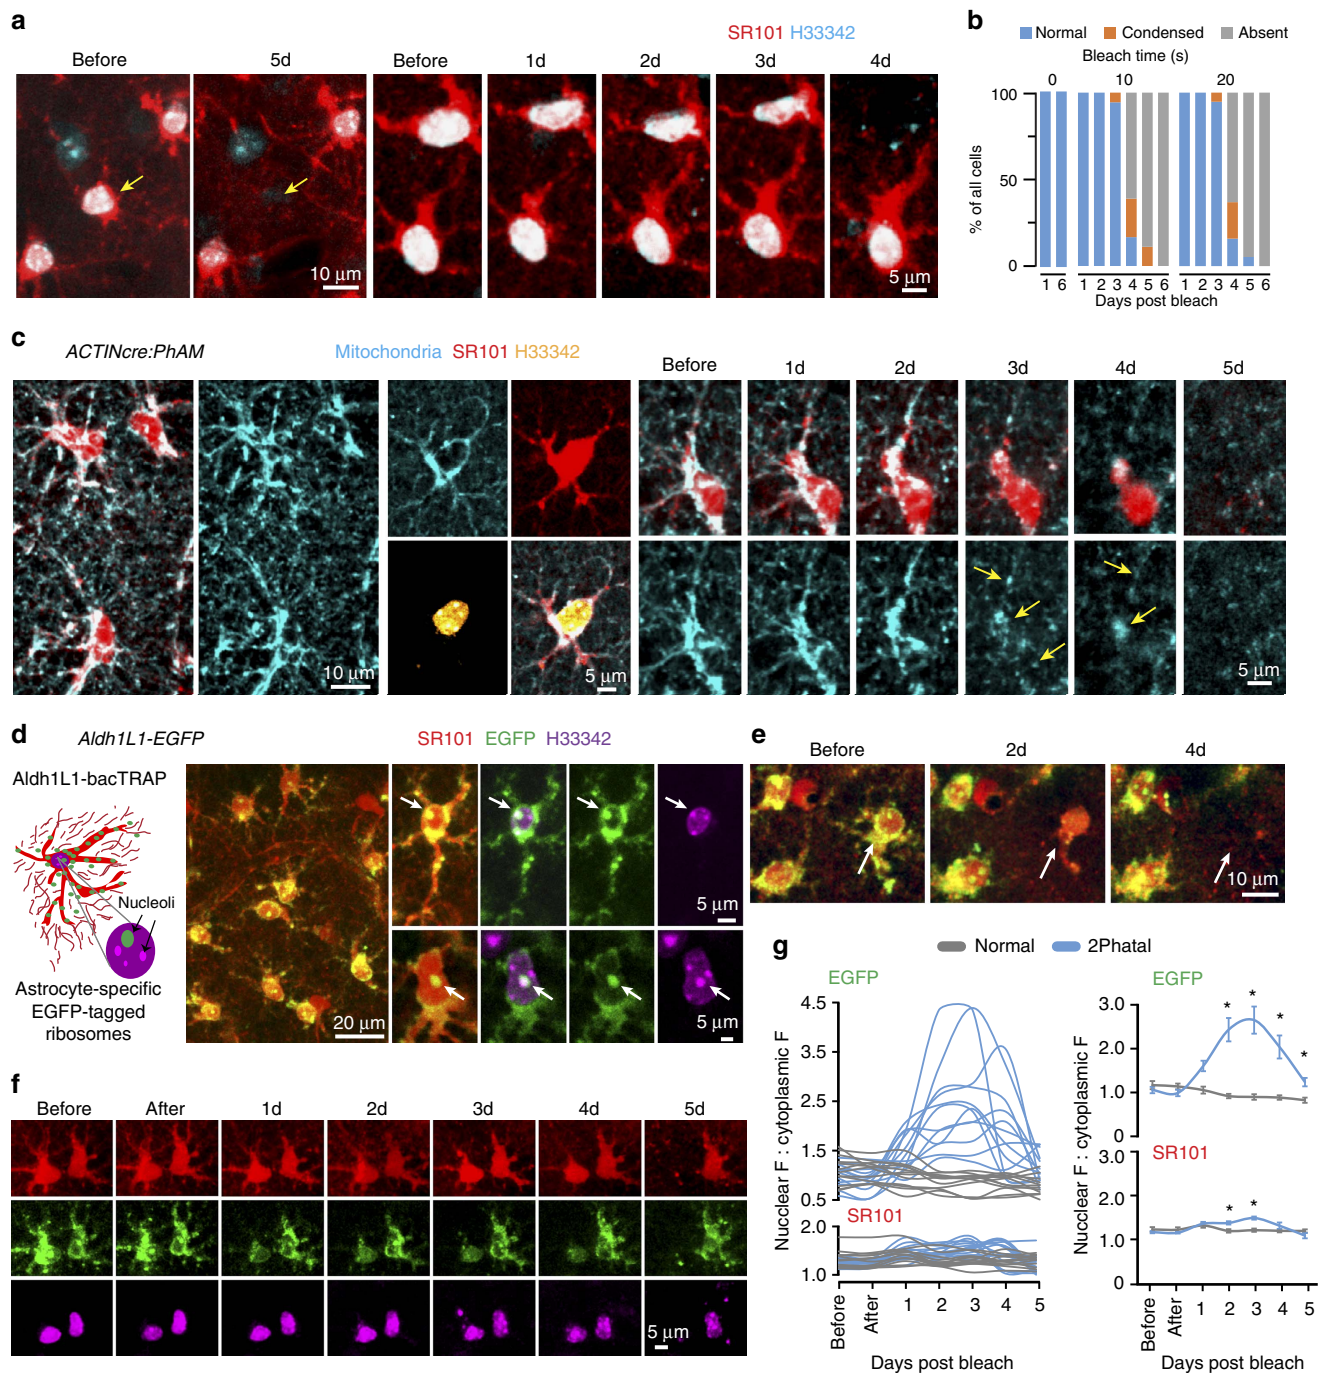 a
SR101 H33342
Before
5d
Before
1d
2d
3d
4d
10 μm
5 μm
b
Normal
Condensed
Absent
Bleach time (s)
0
10
20
% of all cells
100
50
0
1 6 1 2 3 4 5 6 1 2 3 4 5 6
Days post bleach
c
ACTINcre:PhAM
Mitochondria SR101 H33342
Before
1d
2d
3d
4d
5d
10 μm
5 μm
5 μm
d
Aldh1L1-EGFP
SR101 EGFP H33342
Aldh1L1-bacTRAP
Nucleoli
Astrocyte-specific
EGFP-tagged
ribosomes
20 μm
5 μm
5 μm
e
Before
2d
4d
10 μm
f
Before
After
1d
2d
3d
4d
5d
5 μm
g
Normal
2Phatal
EGFP
Nucclear F : cytoplasmic F
4.5
3.5
2.5
1.5
0.5
SR101
2.0
1.0
Before
After
1
2
3
4
5
Days post bleach
EGFP
Nuclear F : cytoplasmic F
3.0
2.0
1.0
0
* * * *
SR101
3.0
2.0
1.0
0
* *
Before
After
1
2
3
4
5
Days post bleach